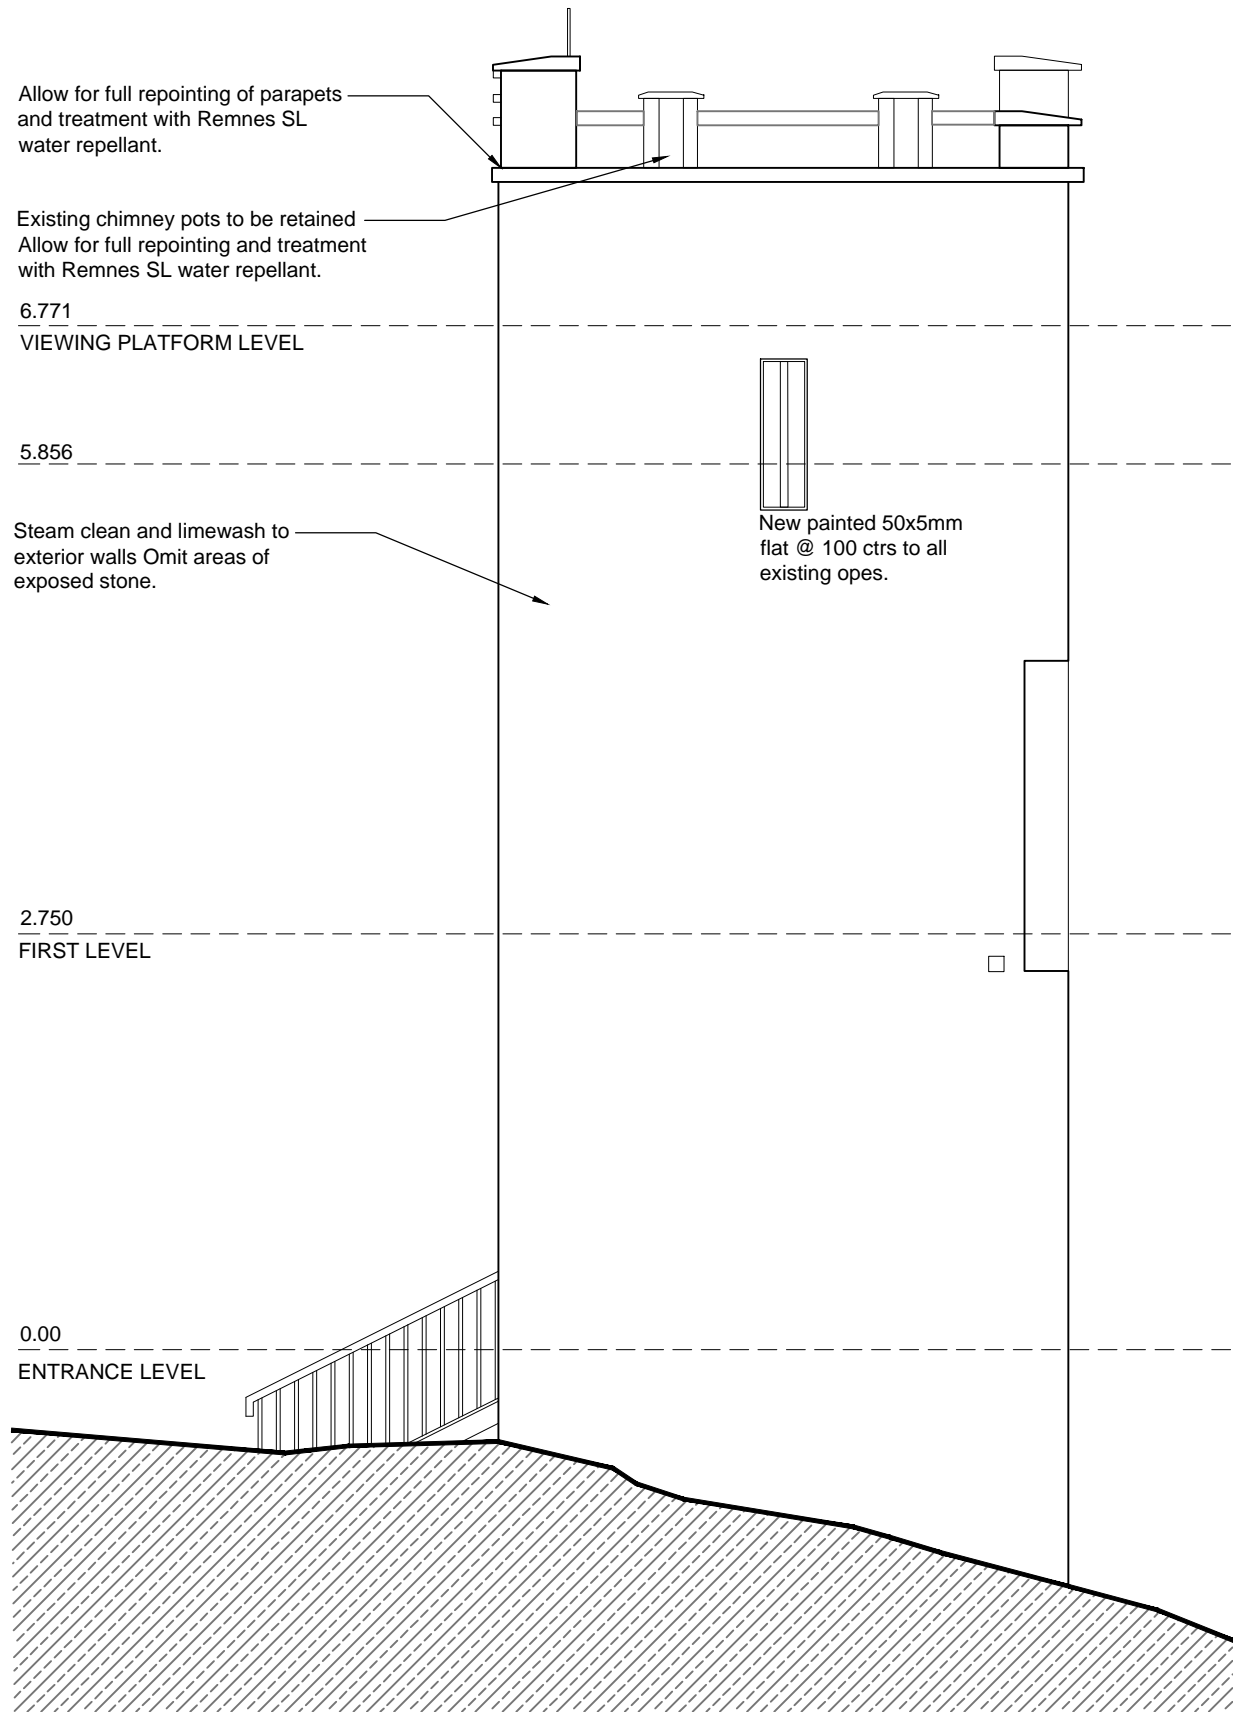 Allow for full repointing of parapets
and treatment with Remnes SL
water repellant.
Existing chimney pots to be retained
Allow for full repointing and treatment
with Remnes SL water repellant.
6.771
VIEWING PLATFORM LEVEL
5.856
Steam clean and limewash to
exterior walls Omit areas of
exposed stone.
New painted 50x5mm
flat @ 100 ctrs to all
existing opes.
2.750
FIRST LEVEL
0.00
ENTRANCE LEVEL